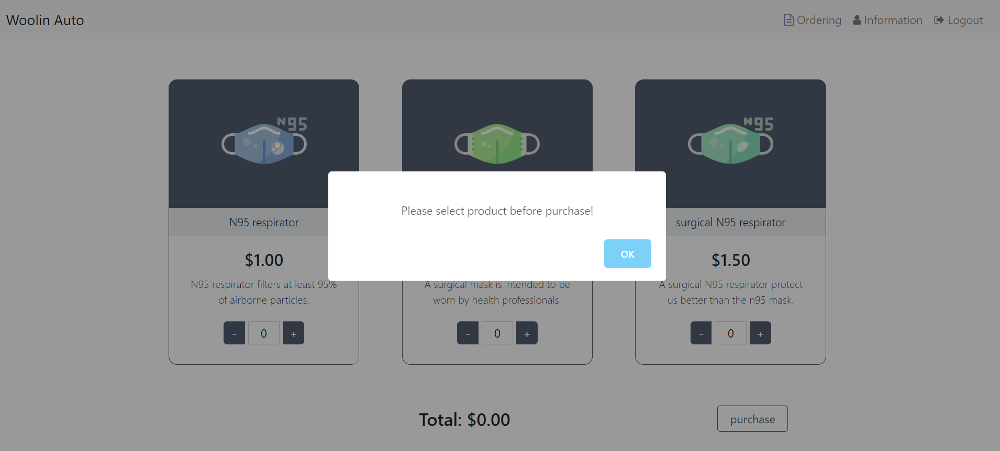 Woolin Auto
Ordering
Information
Logout
N95
N95
Please select product before purchase!
OK
N95 respirator
$1.00
N95 respirator filters at least 95%
of airborne particles.
- 0 +
A surgical mask is intended to be
worn by health professionals.
- 0 +
surgical N95 respirator
$1.50
A surgical N95 respirator protect
us better than the n95 mask.
- 0 +
Total: $0.00
purchase